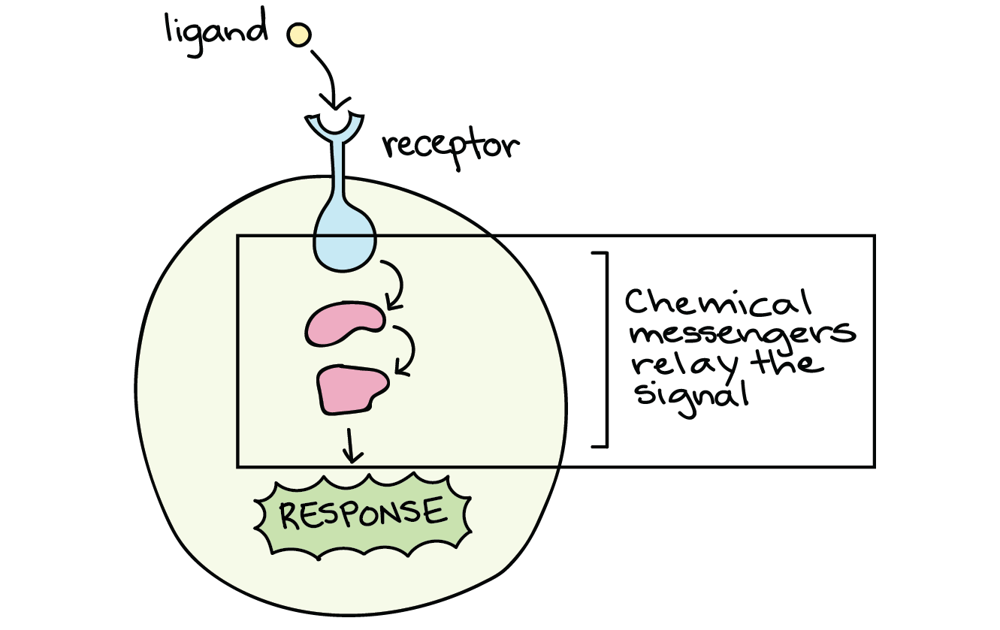 ligand
receptor
Chemical
messengers
relay the
signal
RESPONSE